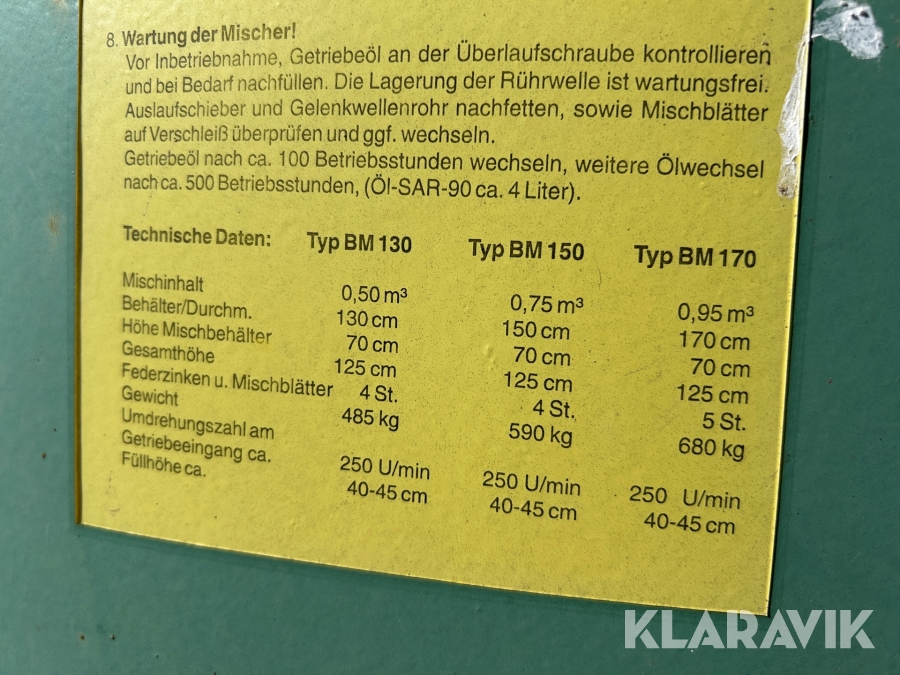 8. Wartung der Mischer!
Vor Inbetriebnahme, Getriebeöl an der Überlaufschraube kontrollieren
und bei Bedarf nachfüllen. Die Lagerung der Rührwelle ist wartungsfrei.
Auslaufschieber und Gelenkwellenrohr nachfetten, sowie Mischblätter
auf Verschleiß überprüfen und ggf. wechseln.
Getriebeöl nach ca. 100 Betriebsstunden wechseln, weitere Ölwechsel
nach ca. 500 Betriebsstunden, (Öl-SAR-90 ca. 4 Liter).
Technische Daten: Typ BM 130 Typ BM 150 Typ BM 170
Mischinhalt 0,50 m³ 0,75 m³ 0,95 m³
Behälter/Durchm. 130 cm 150 cm 170 cm
Höhe Mischbehälter 70 cm 70 cm 70 cm
Gesamthöhe 125 cm 125 cm 125 cm
Federzinken u. Mischblätter 4 St. 4 St. 5 St.
Gewicht 485 kg 590 kg 680 kg
Umdrehungszahl am
Getriebeeingang ca. 250 U/min 250 U/min 250 U/min
Füllhöhe ca. 40-45 cm 40-45 cm 40-45 cm
KLARAVIK